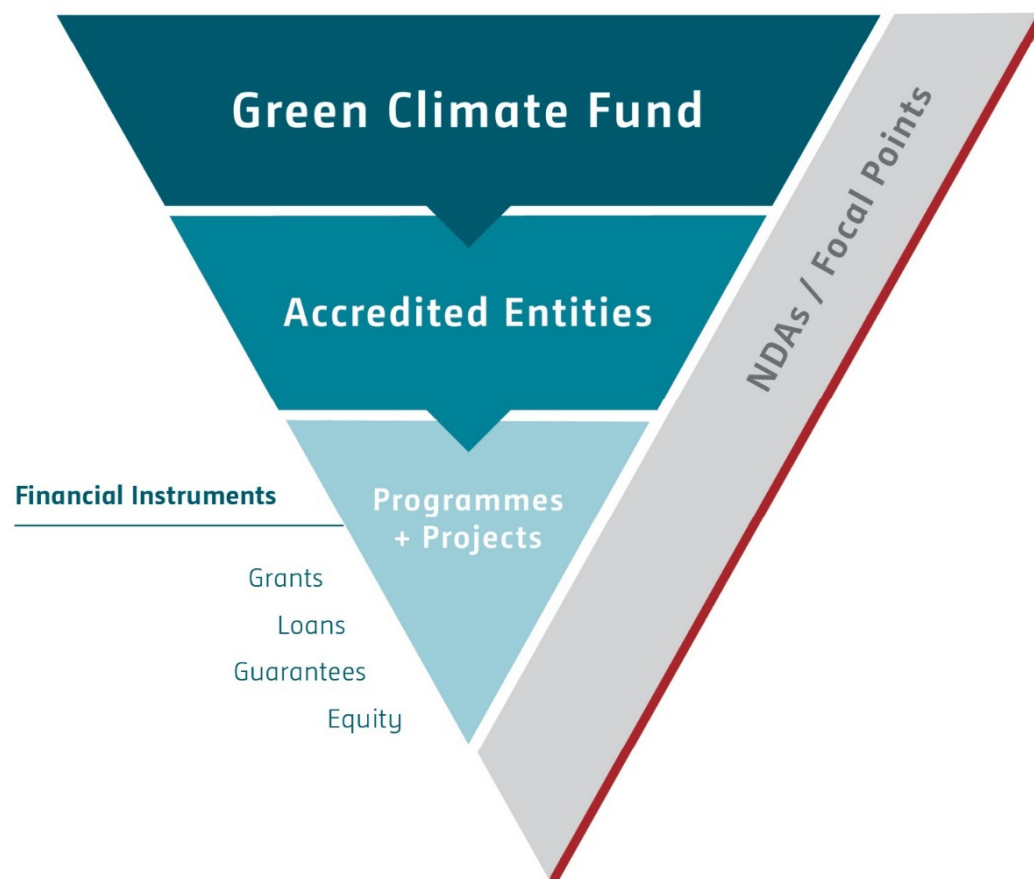 Green Climate Fund
NDAs / Focal Points
Accredited Entities
Programmes
+ Projects
Financial Instruments
Grants
Loans
Guarantees
Equity